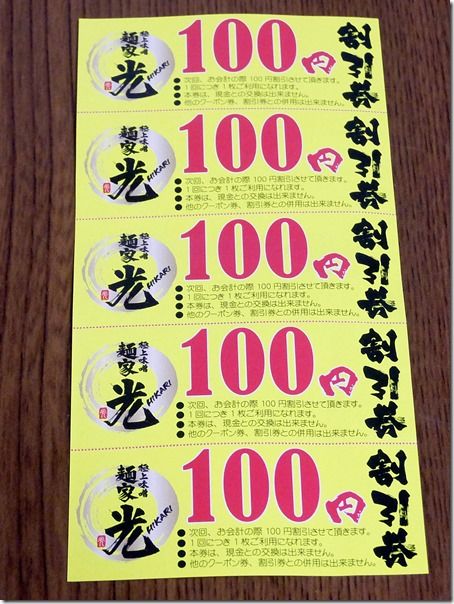 極上味噌
麺家
光
HIKARI
100円
割引券
●次回、お会計の際100円割引させて頂きます。
●1回につき1枚ご利用になれます。
●本券は、現金との交換は出来ません。
●他のクーポン券、割引券との併用は出来ません。
極上味噌
麺家
光
HIKARI
100円
割引券
●次回、お会計の際100円割引させて頂きます。
●1回につき1枚ご利用になれます。
●本券は、現金との交換は出来ません。
●他のクーポン券、割引券との併用は出来ません。
極上味噌
麺家
光
HIKARI
100円
割引券
●次回、お会計の際100円割引させて頂きます。
●1回につき1枚ご利用になれます。
●本券は、現金との交換は出来ません。
●他のクーポン券、割引券との併用は出来ません。
極上味噌
麺家
光
HIKARI
100円
割引券
●次回、お会計の際100円割引させて頂きます。
●1回につき1枚ご利用になれます。
●本券は、現金との交換は出来ません。
●他のクーポン券、割引券との併用は出来ません。
極上味噌
麺家
光
HIKARI
100円
割引券
●次回、お会計の際100円割引させて頂きます。
●1回につき1枚ご利用になれます。
●本券は、現金との交換は出来ません。
●他のクーポン券、割引券との併用は出来ません。